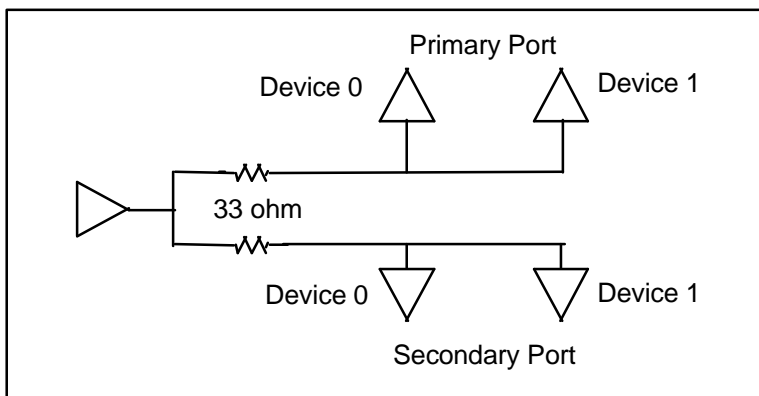 Primary Port
Device 0
Device 1
33 ohm
Device 0
Device 1
Secondary Port